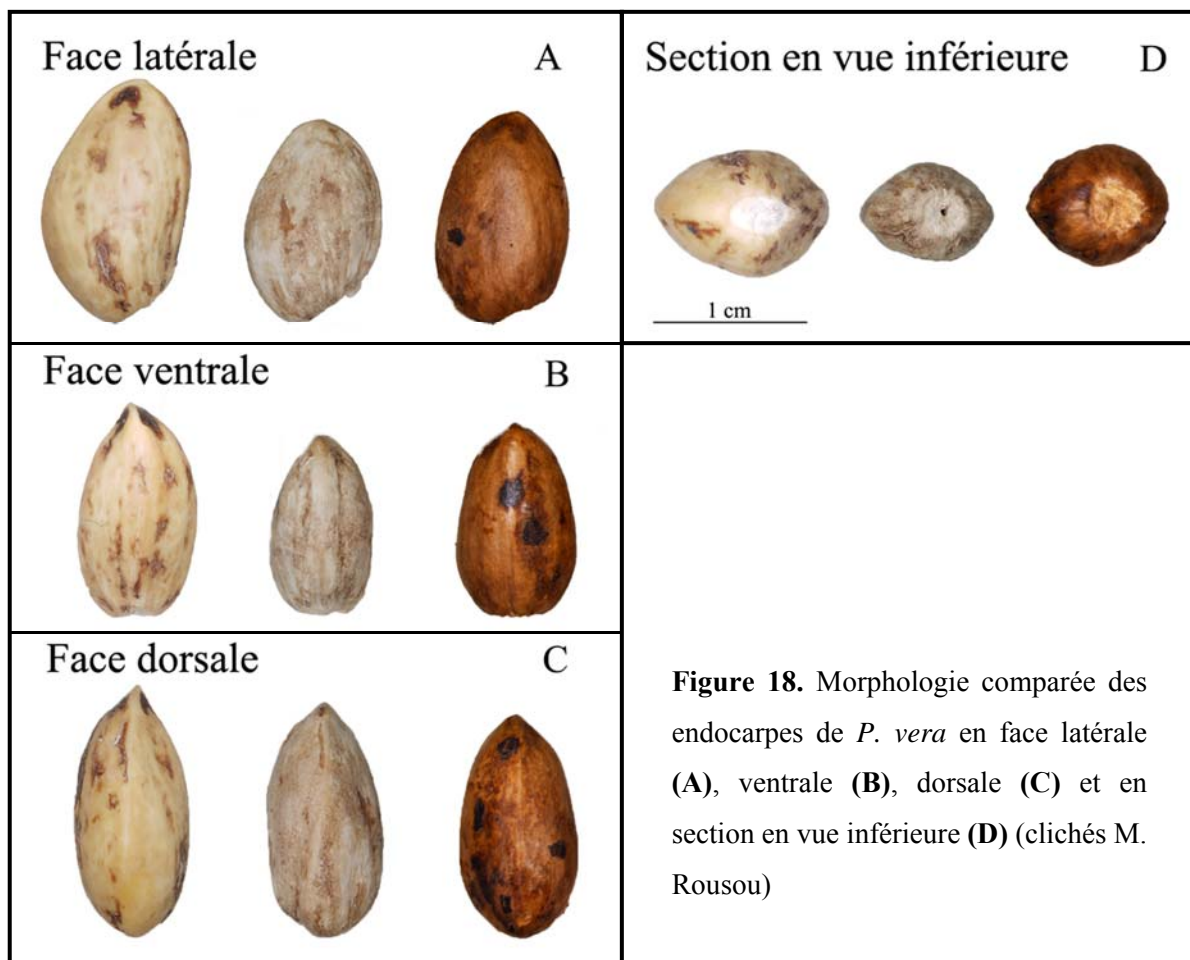 Face latérale A
Section en vue inférieure D
1 cm
Face ventrale B
Face dorsale C
Figure 18. Morphologie comparée des
endocarpes de P. vera en face latérale
(A), ventrale (B), dorsale (C) et en
section en vue inférieure (D) (clichés M.
Rousou)